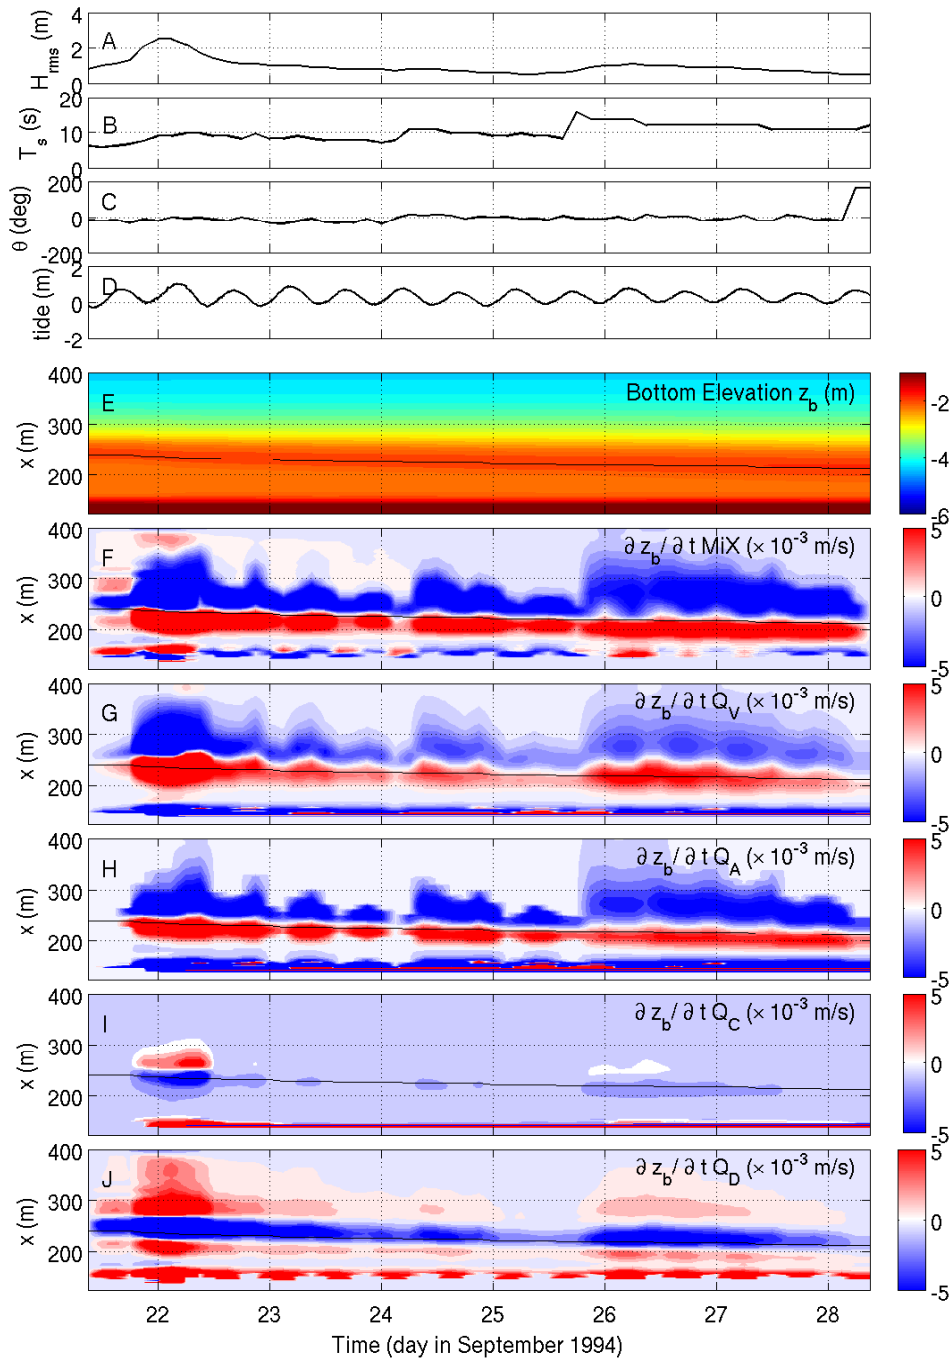 4
2
0
H_rms (m)
A
20
10
0
T_s (s)
B
200
0
-200
θ (deg)
C
2
0
-2
tide (m)
D
400
300
200
x (m)
E
Bottom Elevation z_b (m)
-2
-4
-6
400
300
200
x (m)
F
∂ z_b/ ∂ t MiX (× 10^-3 m/s)
5
0
-5
400
300
200
x (m)
G
∂ z_b/ ∂ t Q_V (× 10^-3 m/s)
5
0
-5
400
300
200
x (m)
H
∂ z_b/ ∂ t Q_A (× 10^-3 m/s)
5
0
-5
400
300
200
x (m)
I
∂ z_b/ ∂ t Q_C (× 10^-3 m/s)
5
0
-5
400
300
200
x (m)
J
∂ z_b/ ∂ t Q_D (× 10^-3 m/s)
5
0
-5
22 23 24 25 26 27 28
Time (day in September 1994)